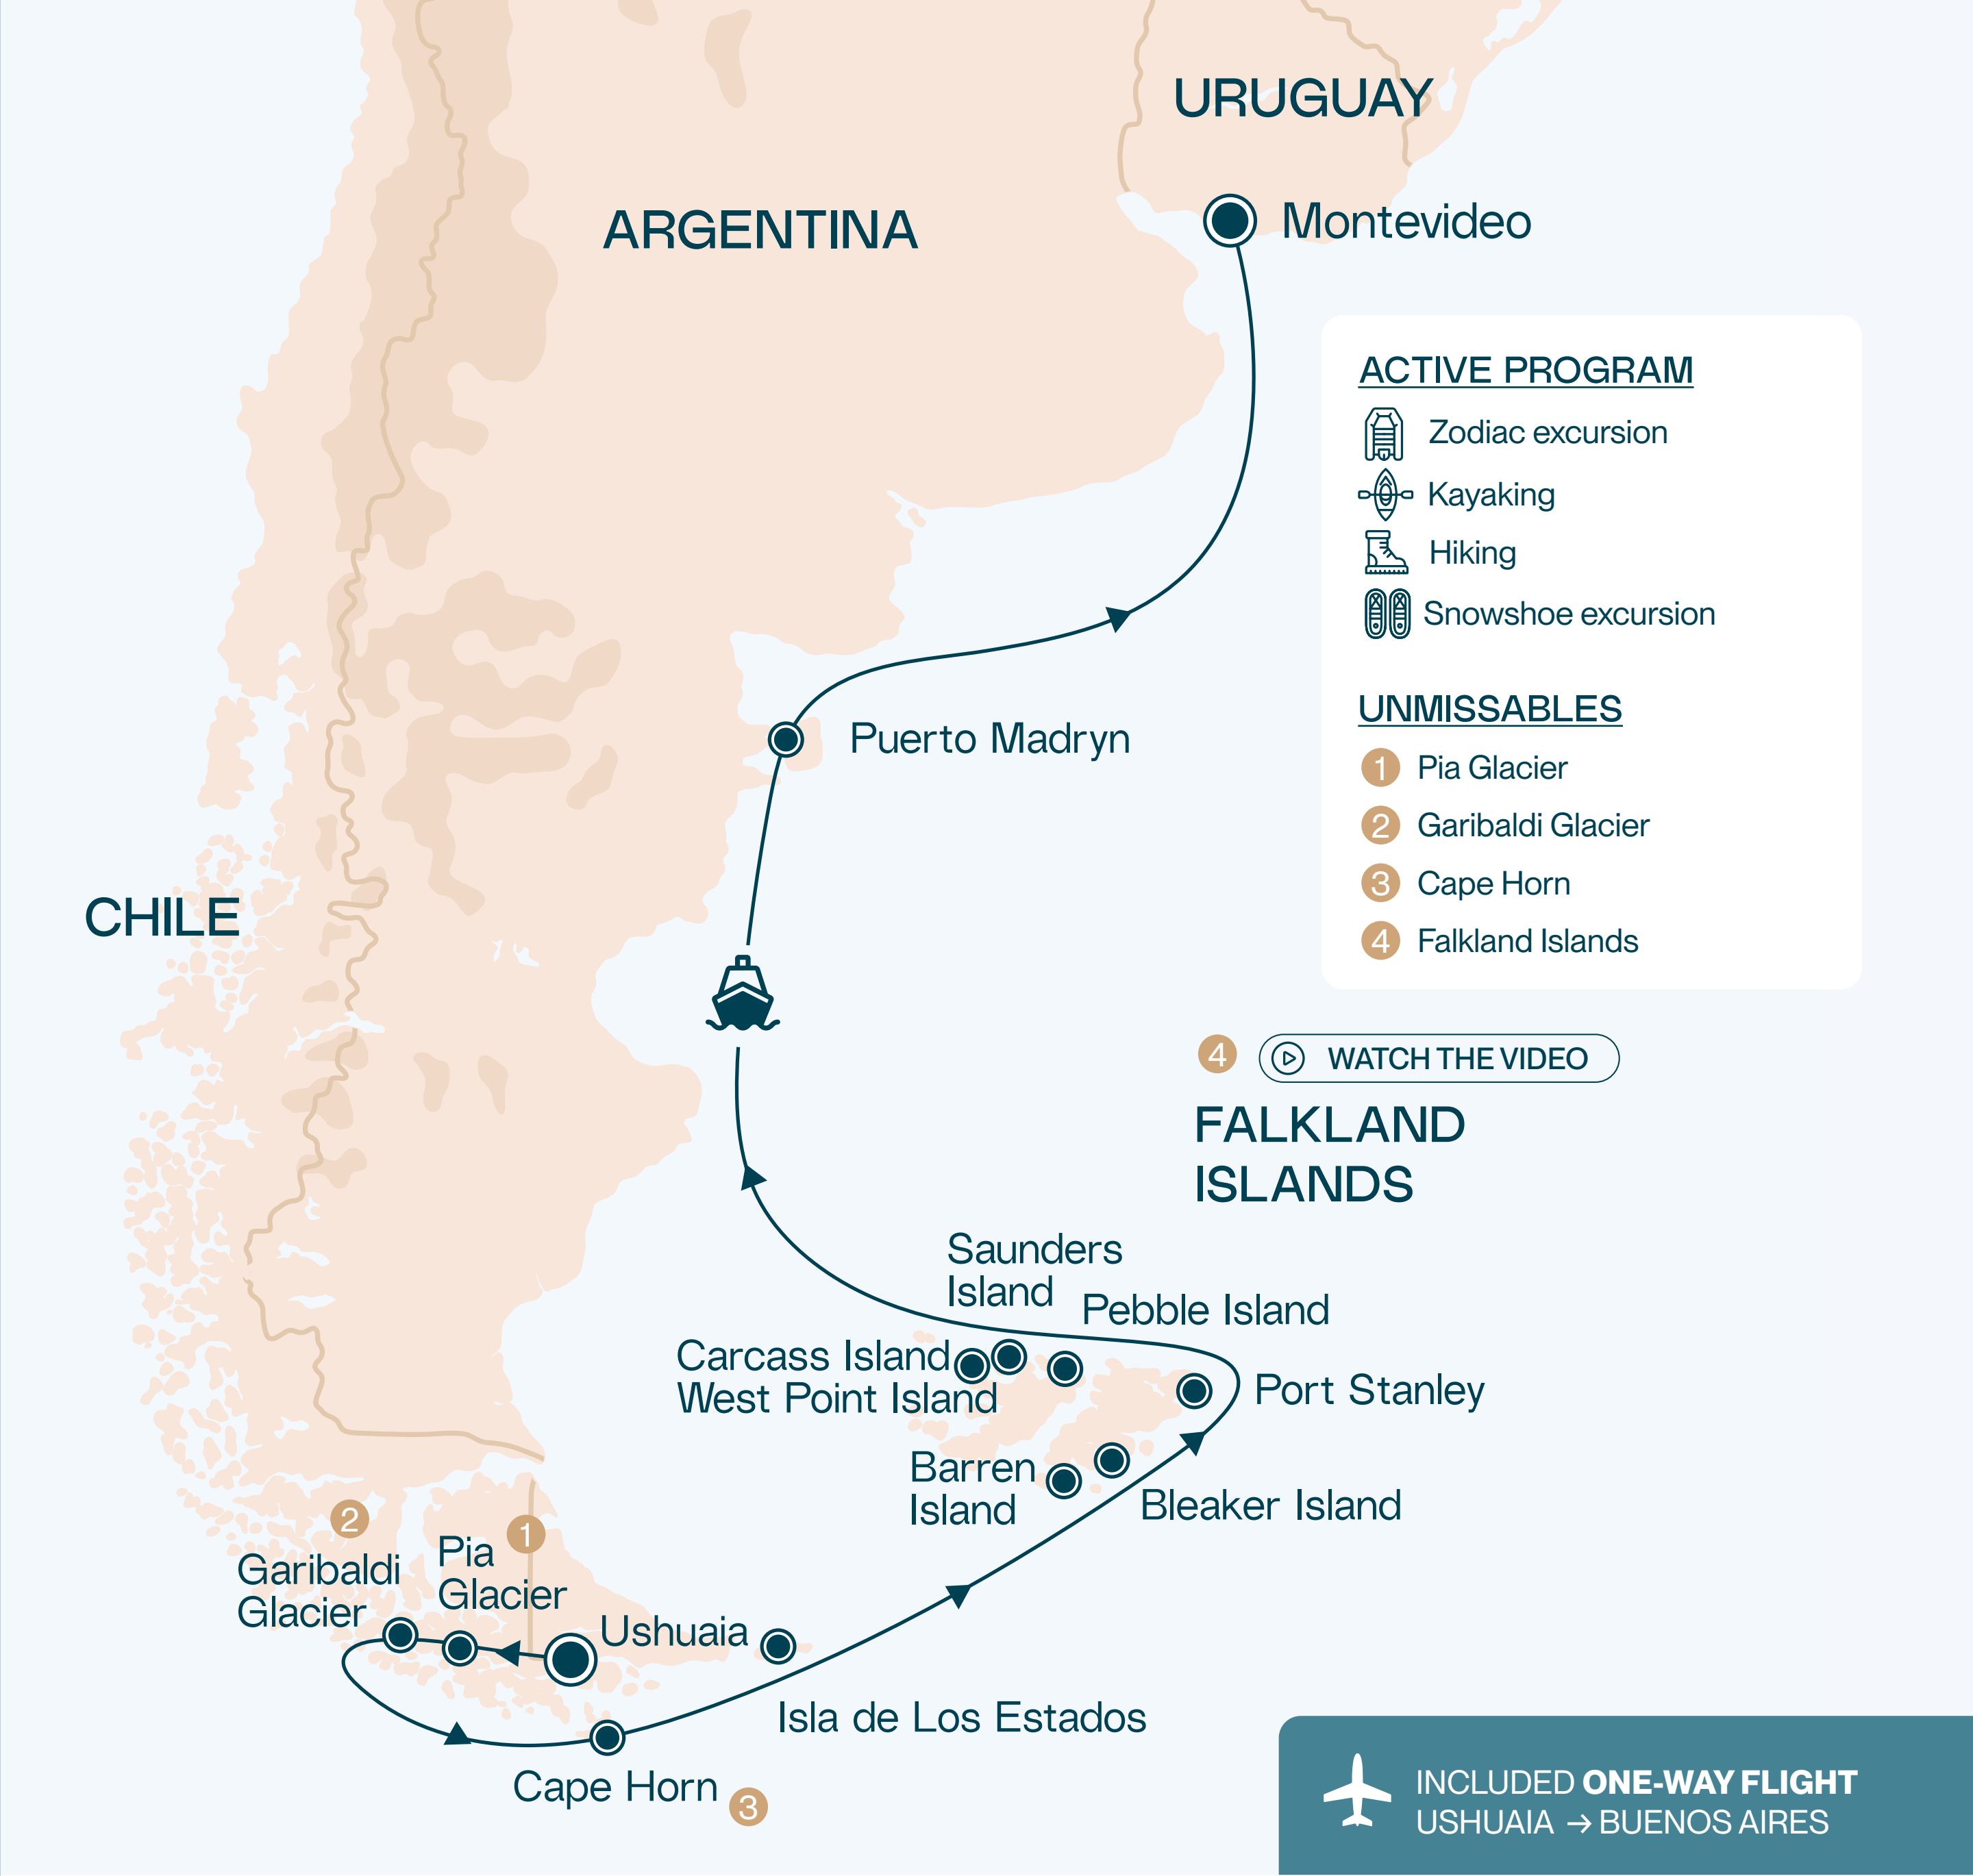 URUGUAY
ARGENTINA
Montevideo
ACTIVE PROGRAM
Zodiac excursion
Kayaking
Hiking
Snowshoe excursion
UNMISSABLES
1 Pia Glacier
2 Garibaldi Glacier
3 Cape Horn
4 Falkland Islands
Puerto Madryn
CHILE
4 WATCH THE VIDEO
FALKLAND
ISLANDS
Saunders
Island
Pebble Island
Carcass Island
West Point Island
Port Stanley
Barren
Island
Bleaker Island
2
Garibaldi
Glacier
1
Pia
Glacier
Ushuaia
Isla de Los Estados
Cape Horn
3
INCLUDED ONE-WAY FLIGHT
USHUAIA → BUENOS AIRES